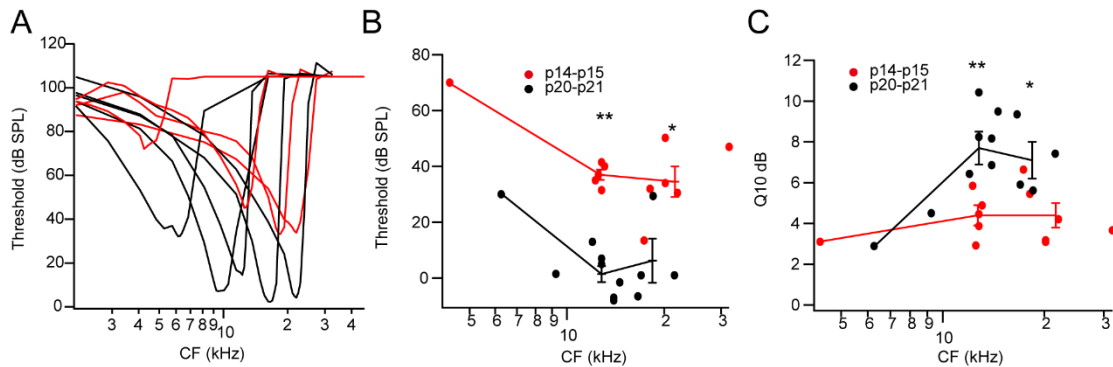 A
Threshold (dB SPL)
120
100
80
60
40
20
0
3 4 5 6 7 8 9 10 2 3 4
CF (kHz)
B
Threshold (dB SPL)
80
60
40
20
0
p14-p15
p20-p21
**
*
5 6 7 8 9 10 2 3
CF (kHz)
C
Q10 dB
12
10
8
6
4
2
0
p14-p15
p20-p21
**
*
5 6 7 8 9 10 2 3
CF (kHz)